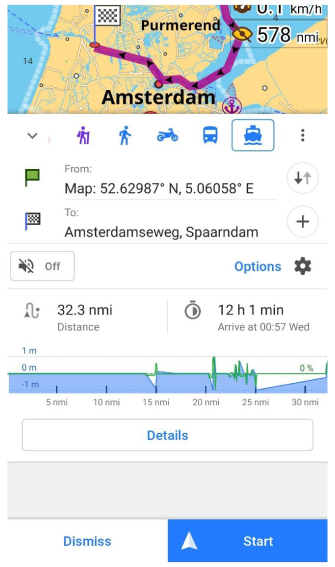 0.1 km/h
Purmerend
578 nmi
14
Amsterdam
From:
Map: 52.62987° N, 5.06058° E
To:
Amsterdamseweg, Spaarndam
Off
Options
32.3 nmi
12 h 1 min
Distance
Arrive at 00:57 Wed
1 m
0 m
0 %
-1 m
5 nmi
10 nmi
15 nmi
20 nmi
25 nmi
30 nmi
Details
Dismiss
Start